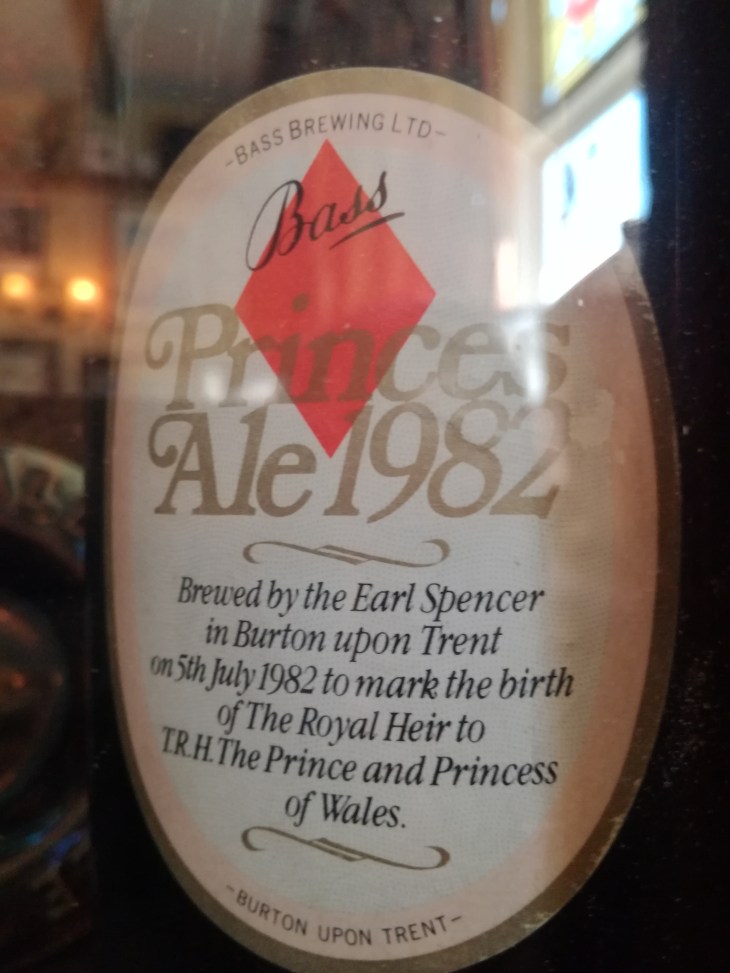 -BASS BREWING LTD-
Bass
Princes
Ale 1982
Brewed by the Earl Spencer
in Burton upon Trent
on 5th July 1982 to mark the birth
of The Royal Heir to
T.R.H. The Prince and Princess
of Wales.
-BURTON UPON TRENT-